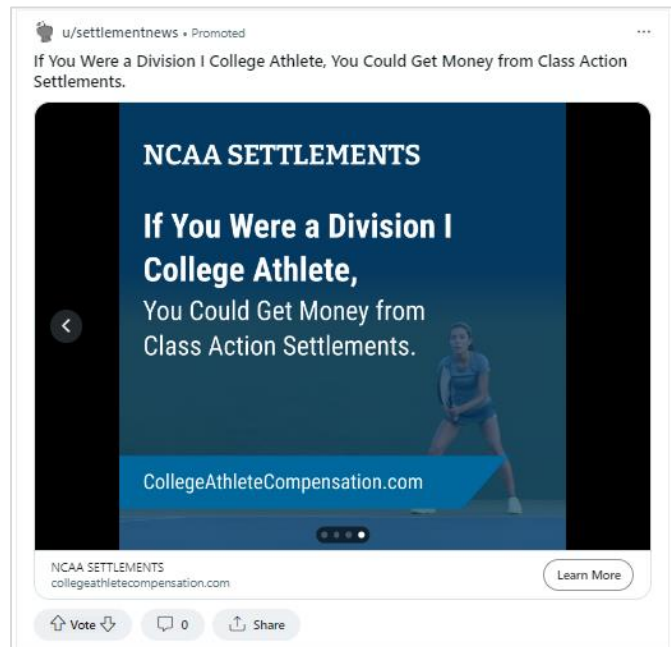 u/settlementnews • Promoted
If You Were a Division I College Athlete, You Could Get Money from Class Action
Settlements.
NCAA SETTLEMENTS
If You Were a Division I
College Athlete,
You Could Get Money from
Class Action Settlements.
CollegeAthleteCompensation.com
NCAA SETTLEMENTS
collegeathletecompensation.com
Learn More
Vote
0
Share